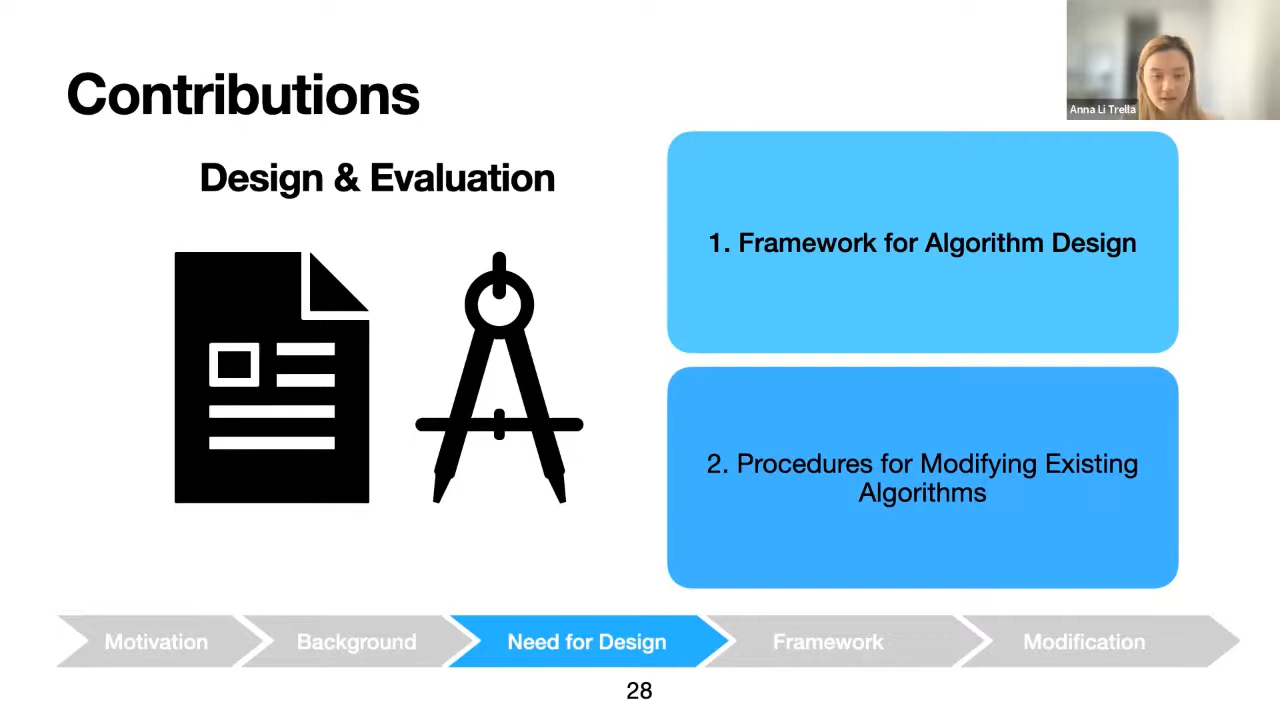 Contributions
Anna Li Trella
Design & Evaluation
1. Framework for Algorithm Design
2. Procedures for Modifying Existing
Algorithms
Motivation
Background
Need for Design
Framework
Modification
28